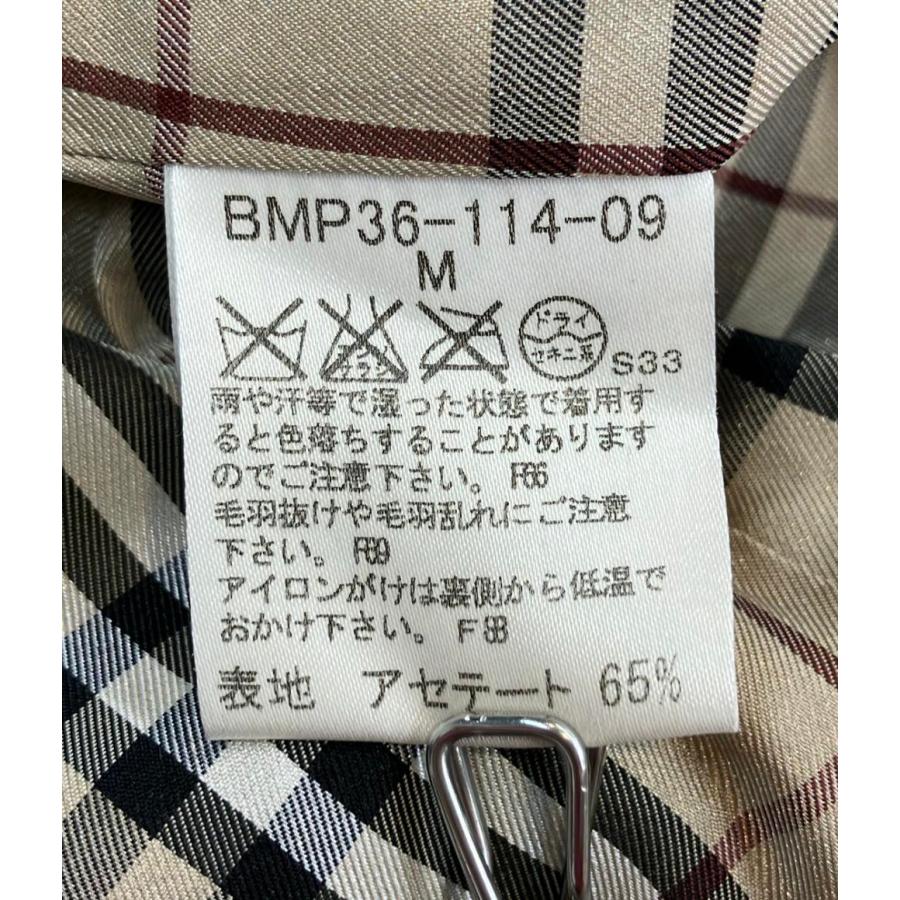 BMP36-114-09
M
ドライ
セキユ系
S33
雨や汗等で湿った状態で着用す
ると色落ちすることがあります
のでご注意下さい。 F66
毛羽抜けや毛羽乱れにご注意
下さい。 F69
アイロンがけは裏側から低温で
おかけ下さい。 F88
表地 アセテート 65%